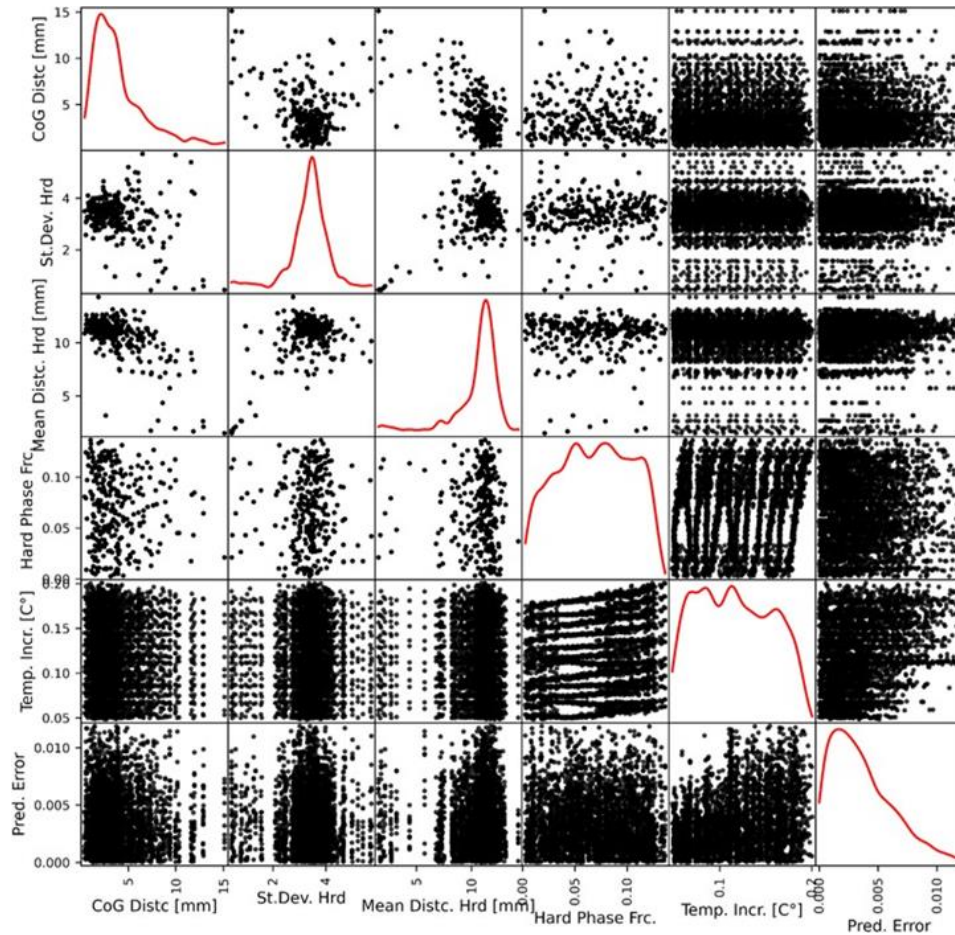 CoG Distc [mm]
15
10
5
St.Dev. Hrd
4
2
Mean Distc. Hrd [mm]
10
5
Hard Phase Frc.
0.10
0.05
0.00
Temp. Incr. [C°]
0.20
0.15
0.10
0.05
Pred. Error
0.010
0.005
0.000
5 10 15 2 4 5 10 0.00 0.05 0.10 0.1 0.2 0.000 0.005 0.010
CoG Distc [mm] St.Dev. Hrd Mean Distc. Hrd [mm] Hard Phase Frc. Temp. Incr. [C°] Pred. Error